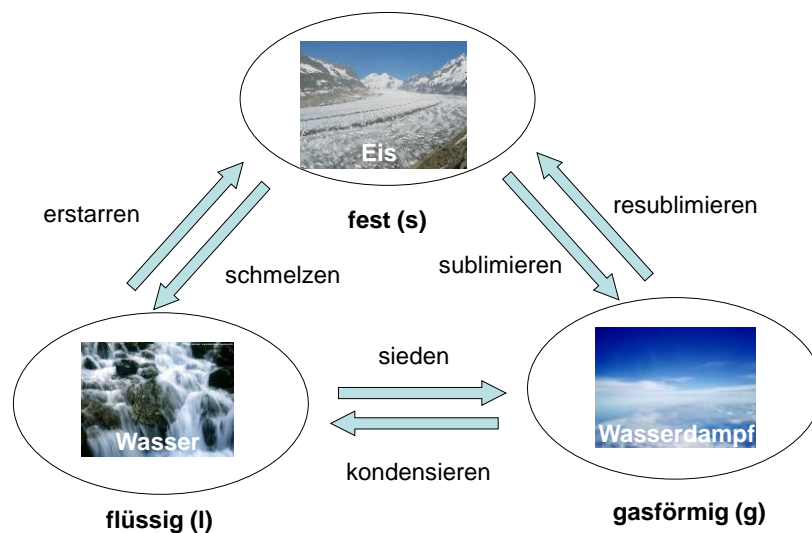 Eis
fest (s)
erstarren
schmelzen
resublimieren
sublimieren
sieden
kondensieren
Wasser
flüssig (l)
Wasserdampf
gasförmig (g)